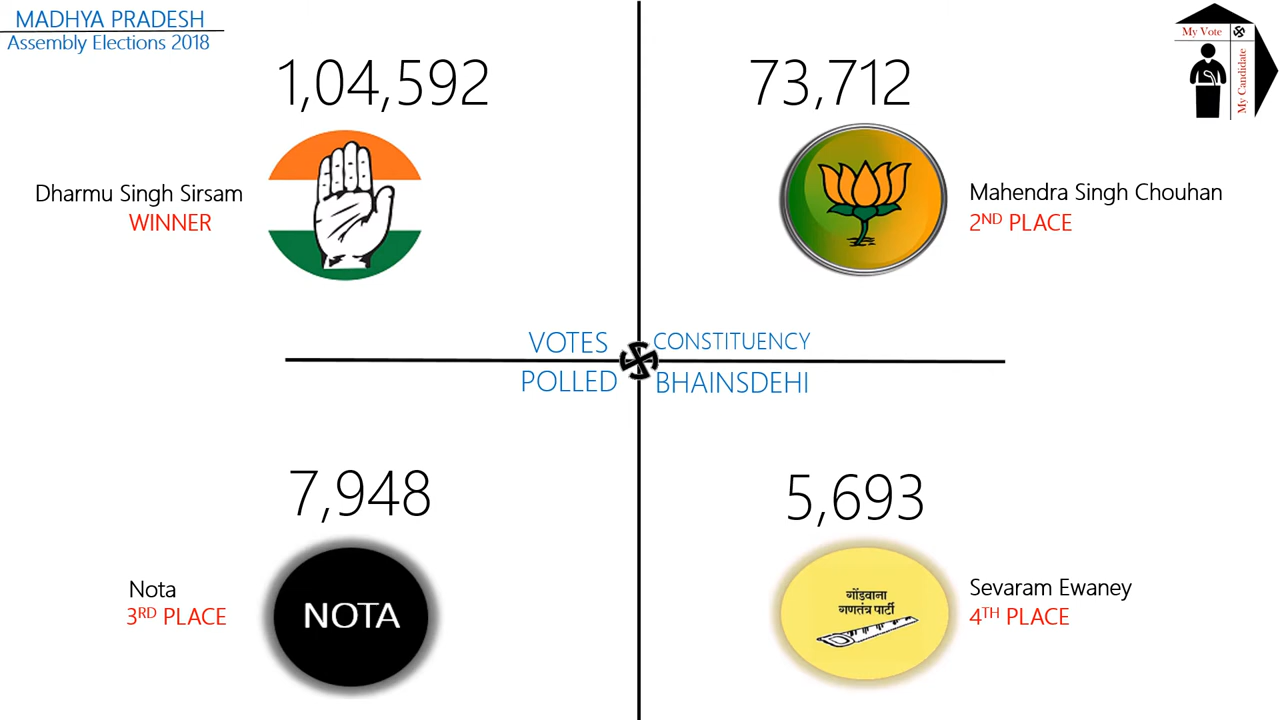 MADHYA PRADESH
Assembly Elections 2018
My Vote
My Candidate
1,04,592
Dharmu Singh Sirsam
WINNER
73,712
Mahendra Singh Chouhan
2ND PLACE
VOTES
POLLED
CONSTITUENCY
BHAINSDEHI
7,948
Nota
3RD PLACE
NOTA
5,693
गोंडवाना
गणतंत्र पार्टी
Sevaram Ewaney
4TH PLACE